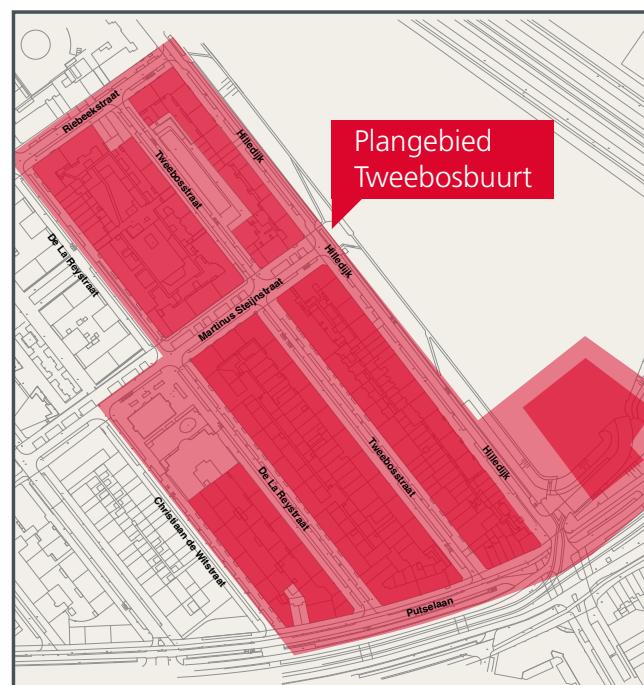 Riebeekstraat
Hilledijk
Plangebied
Tweebosbuurt
Tweebosstraat
De La Reystraat
Hilledijk
Martinus Steijnstraat
Tweebosstraat
Hilledijk
De La Reystraat
Christiaan de Witstraat
Putselaan